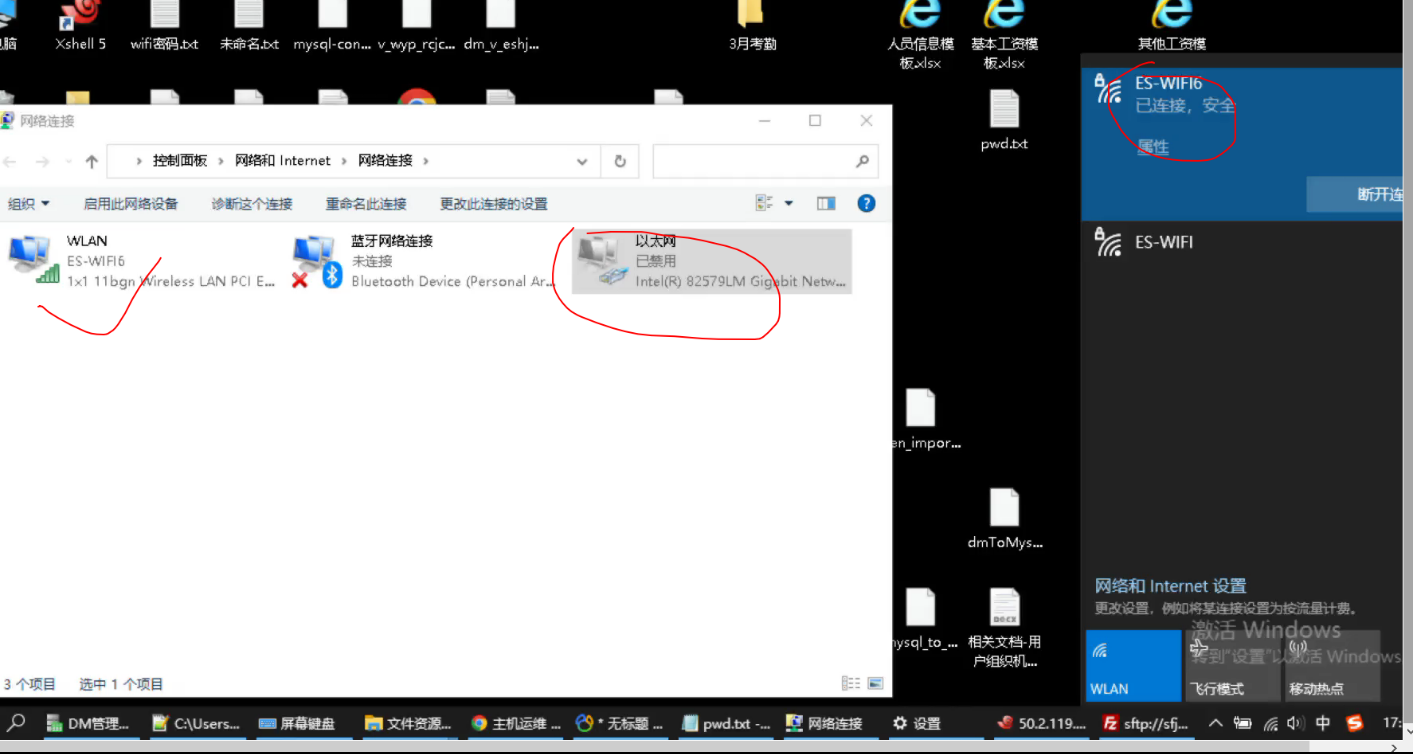 电脑
Xshell 5
wifi密码.txt
未命名.txt
mysql-con...
v_wyp_rcjc...
dm_v_eshj...
3月考勤
人员信息模
板.xlsx
基本工资模
板.xlsx
其他工资模
网络连接
控制面板 › 网络和 Internet › 网络连接 ›
组织
启用此网络设备
诊断这个连接
重命名此连接
更改此连接的设置
WLAN
ES-WIFI6
1x1 11bgn Wireless LAN PCI E...
蓝牙网络连接
未连接
Bluetooth Device (Personal Ar...
以太网
已禁用
Intel(R) 82579LM Gigabit Netw...
3 个项目
选中 1 个项目
pwd.txt
en_impor...
dmToMys...
mysql_to_...
DOCX
相关文档-用
户组织机...
ES-WIFI6
已连接，安全
属性
断开连
ES-WIFI
网络和 Internet 设置
更改设置，例如将某连接设置为按流量计费。
激活 Windows
转到"设置"以激活 Windows
WLAN
飞行模式
移动热点
DM管理...
C:\Users...
屏幕键盘
文件资源...
主机运维 ...
* 无标题 ...
pwd.txt -...
网络连接
设置
50.2.119....
sftp://sfj...
中
17: